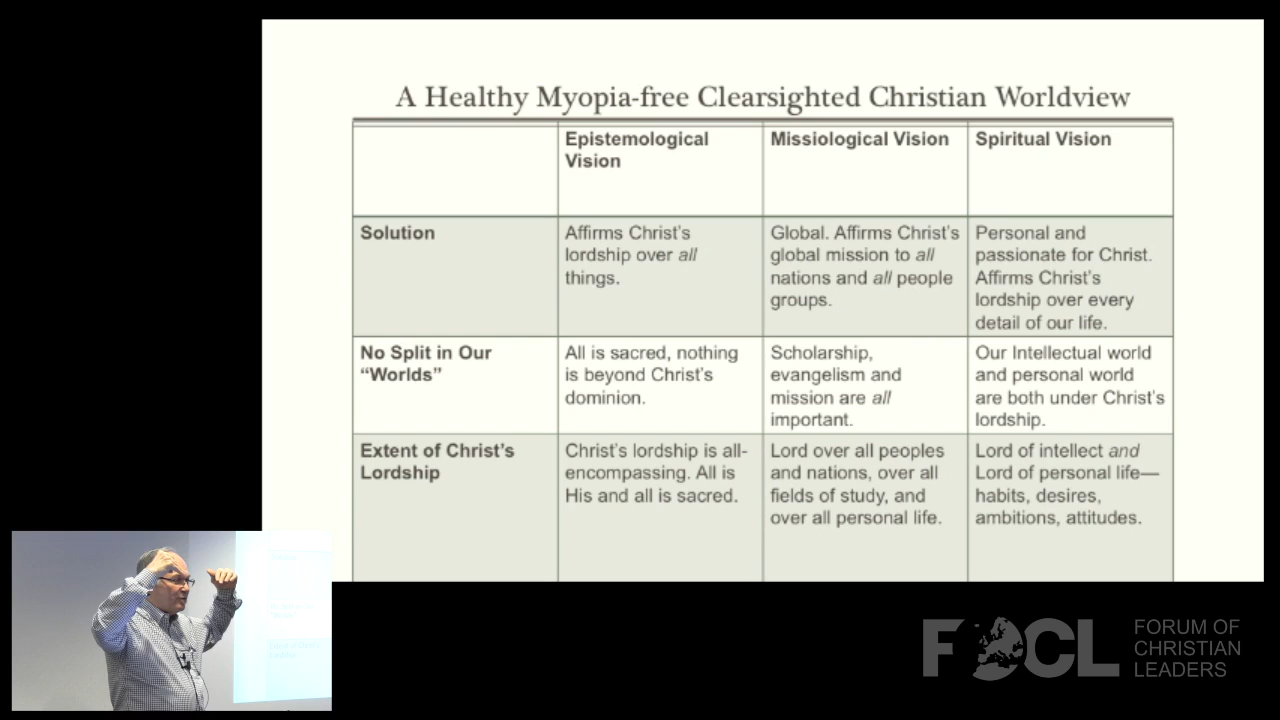 A Healthy Myopia-free Clearsighted Christian Worldview
Epistemological
Vision
Missiological Vision
Spiritual Vision
Solution
Affirms Christ's
lordship over all
things.
Global. Affirms Christ's
global mission to all
nations and all people
groups.
Personal and
passionate for Christ.
Affirms Christ's
lordship over every
detail of our life.
No Split in Our
“Worlds”
All is sacred, nothing
is beyond Christ's
dominion.
Scholarship,
evangelism and
mission are all
important.
Our Intellectual world
and personal world
are both under Christ's
lordship.
Extent of Christ's
Lordship
Christ's lordship is all-
encompassing. All is
His and all is sacred.
Lord over all peoples
and nations, over all
fields of study, and
over all personal life.
Lord of intellect and
Lord of personal life—
habits, desires,
ambitions, attitudes.
FOCL
FORUM OF
CHRISTIAN
LEADERS